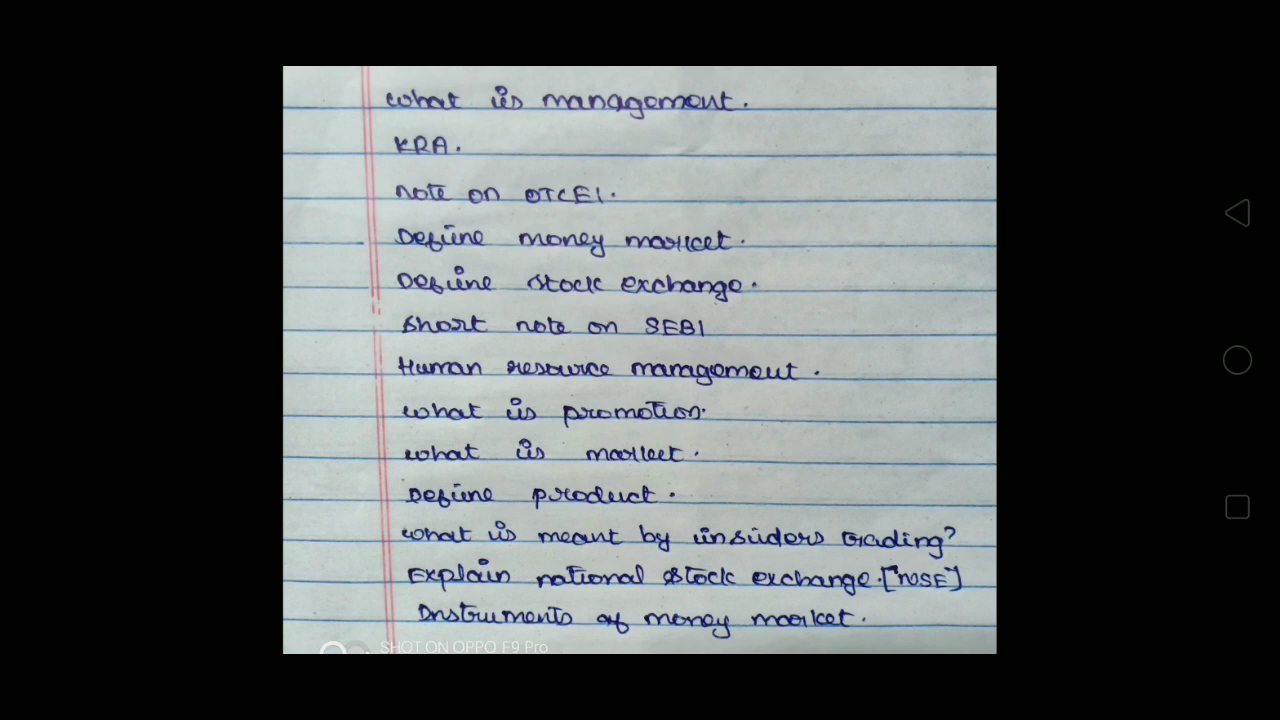 What is management.
KRA.
Note on OTCEI.
Define money market.
Define stock exchange.
Short note on SEBI
Human resource management.
What is promotion.
What is market.
Define product.
What is meant by insiders trading?
Explain national stock exchange.[NSE]
Instruments of money market.
SHOT ON OPPO F9 Pro